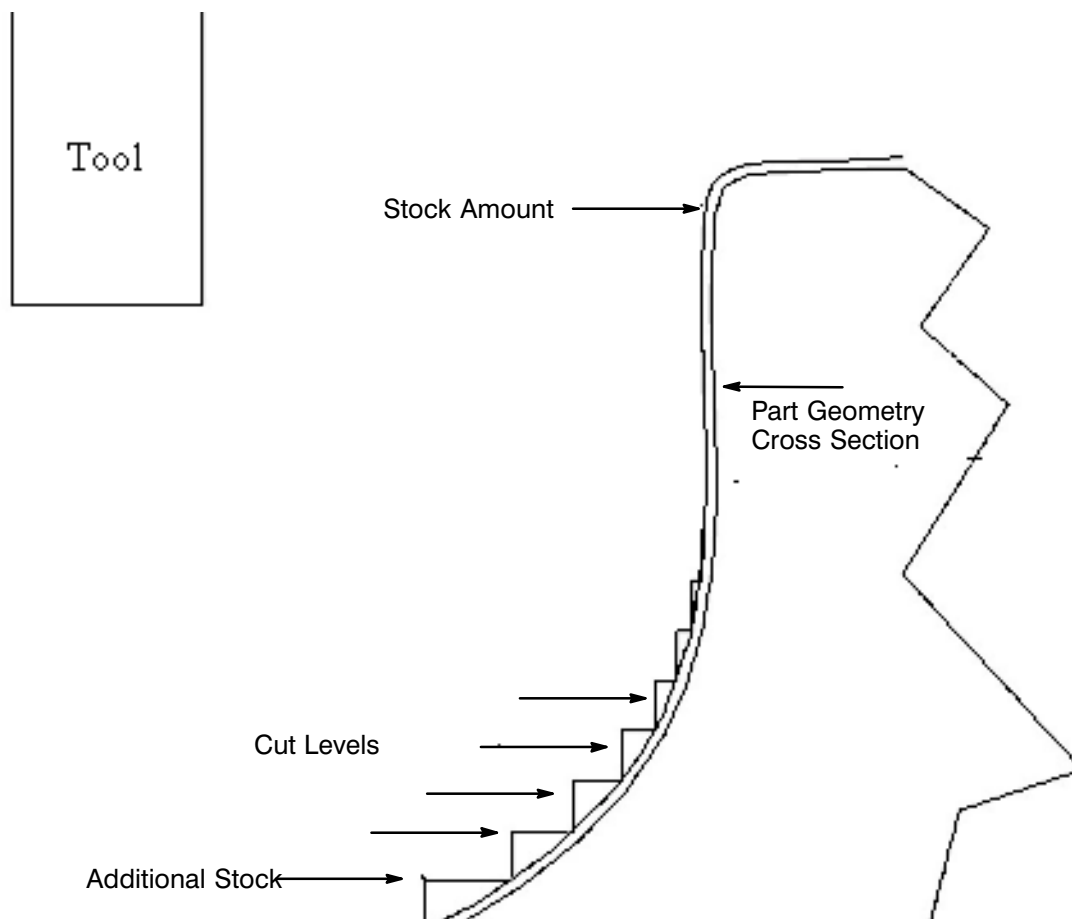 Tool
Stock Amount
Part Geometry
Cross Section
Cut Levels
Additional Stock